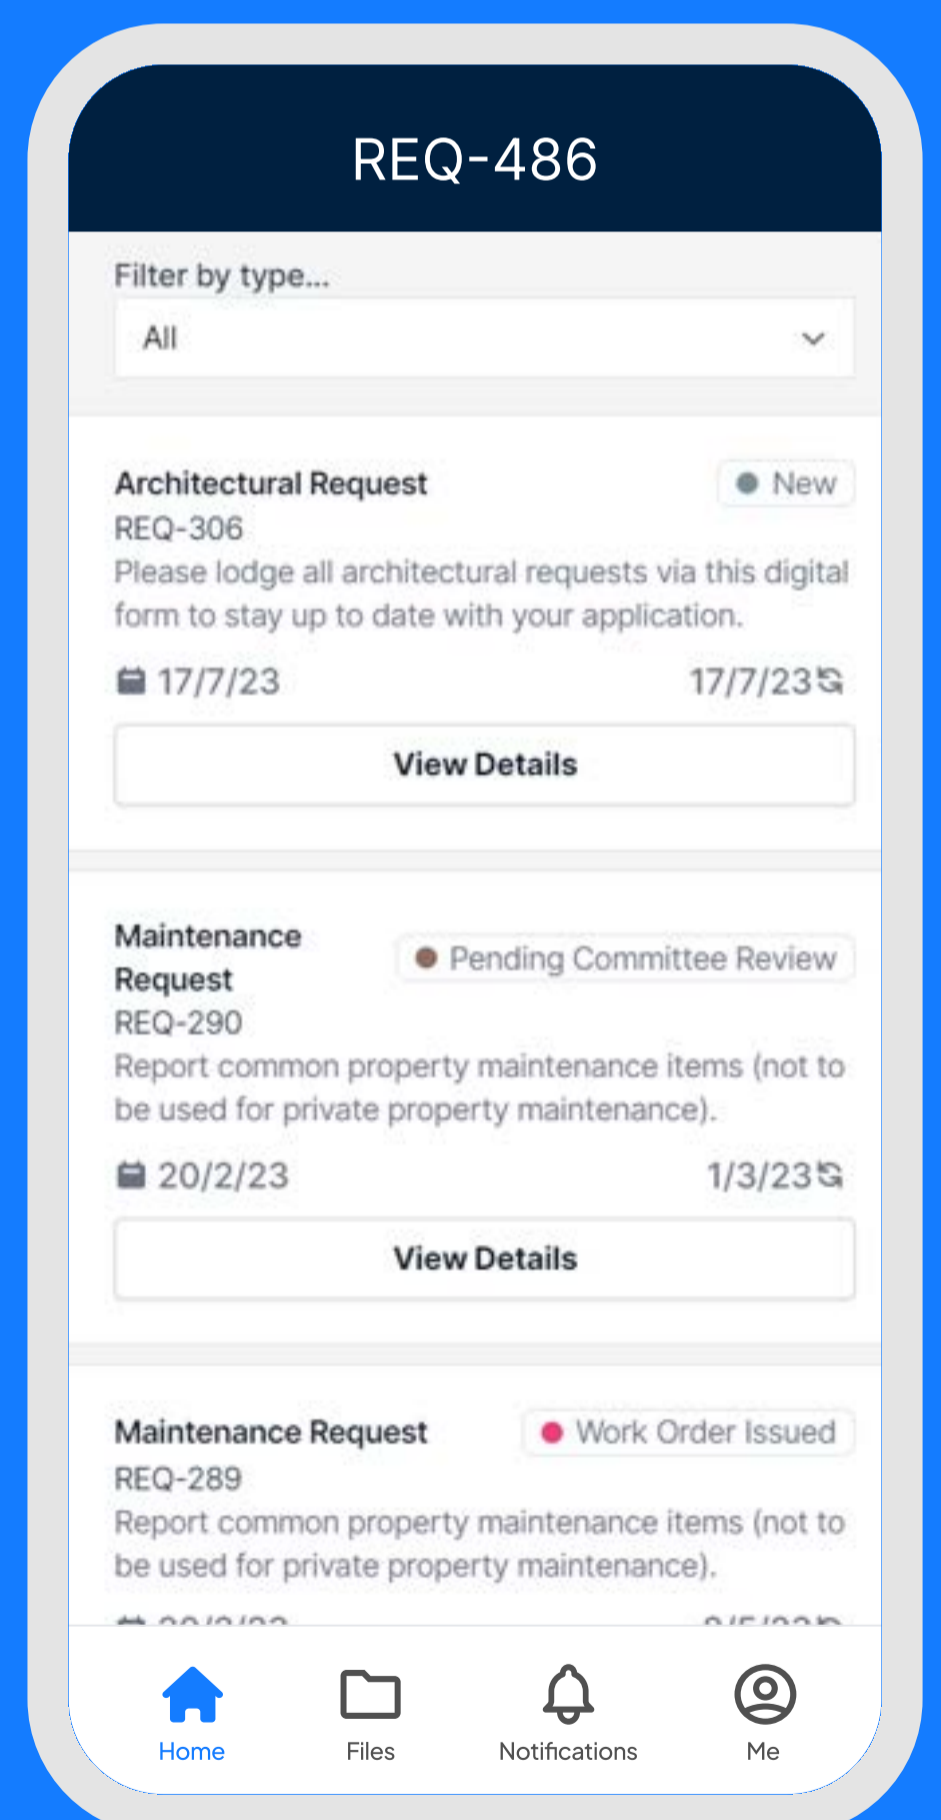 REQ-486
Filter by type...
All
Architectural Request
New
REQ-306
Please lodge all architectural requests via this digital
form to stay up to date with your application.
17/7/23
17/7/23
View Details
Maintenance
Request
Pending Committee Review
REQ-290
Report common property maintenance items (not to
be used for private property maintenance).
20/2/23
1/3/23
View Details
Maintenance Request
Work Order Issued
REQ-289
Report common property maintenance items (not to
be used for private property maintenance).
Home
Files
Notifications
Me